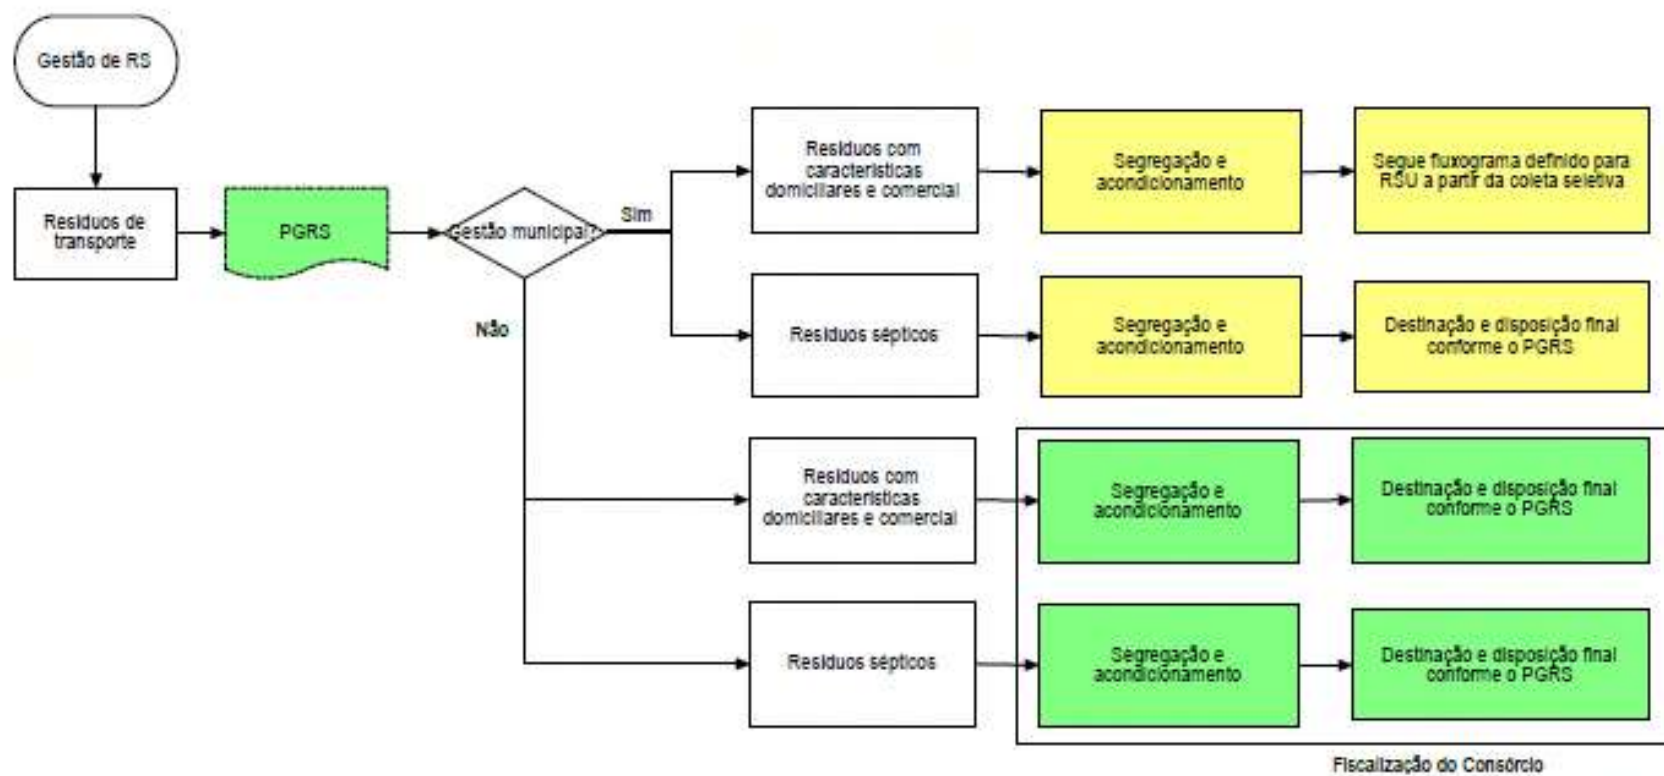 Gestão de RS
Resíduos de
transporte
PGRS
Gestão municipal?
Sim
Não
Resíduos com
características
domiciliares e comercial
Segregação e
acondicionamento
Segue fluxograma definido para
RSU a partir da coleta seletiva
Resíduos sépticos
Segregação e
acondicionamento
Destinação e disposição final
conforme o PGRS
Resíduos com
características
domiciliares e comercial
Segregação e
acondicionamento
Destinação e disposição final
conforme o PGRS
Resíduos sépticos
Segregação e
acondicionamento
Destinação e disposição final
conforme o PGRS
Fiscalização do Consórcio